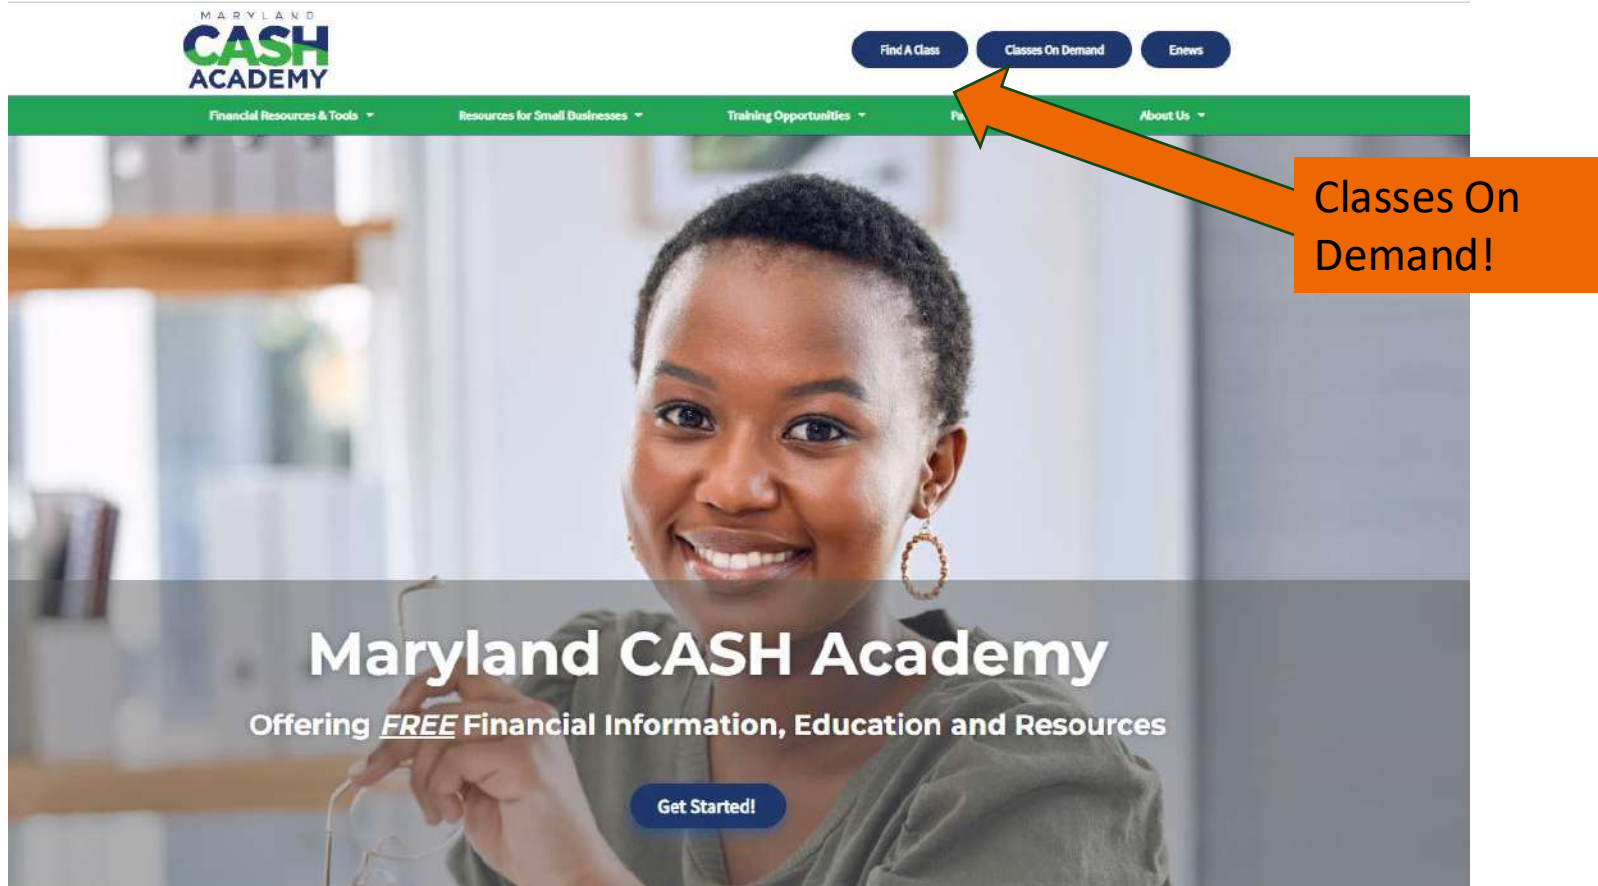 MARYLAND
CASH
ACADEMY
Find A Class
Classes On Demand
Enews
Financial Resources & Tools
Resources for Small Businesses
Training Opportunities
About Us
Classes On
Demand!
Maryland CASH Academy
Offering FREE Financial Information, Education and Resources
Get Started!